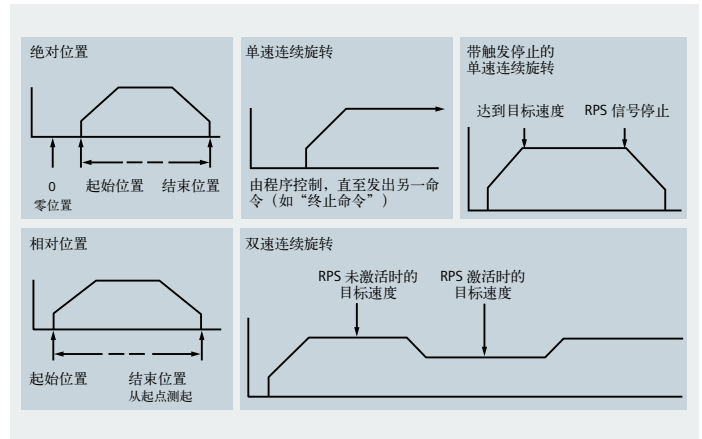 绝对位置
0
零位置
起始位置
结束位置
单速连续旋转
由程序控制，直至发出另一命
令（如“终止命令”）
带触发停止的
单速连续旋转
达到目标速度
RPS 信号停止
相对位置
起始位置
结束位置
从起点测起
双速连续旋转
RPS 未激活时的
目标速度
RPS 激活时的
目标速度